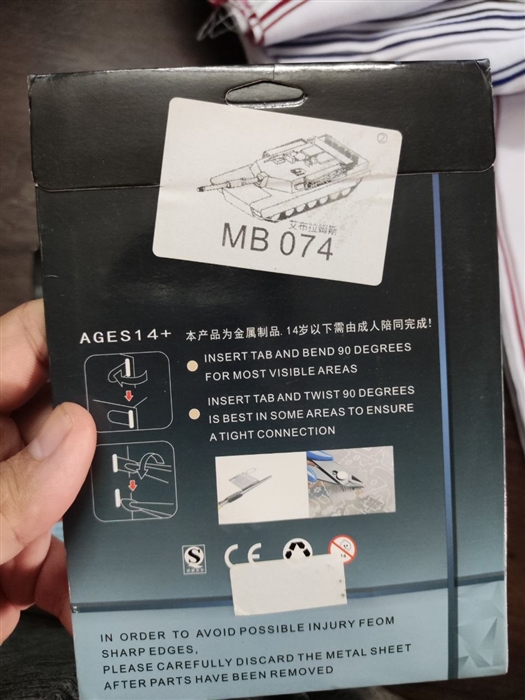 艾布拉姆斯
MB 074
AGES14+ 本产品为金属制品.14岁以下需由成人陪同完成!
INSERT TAB AND BEND 90 DEGREES
FOR MOST VISIBLE AREAS
INSERT TAB AND TWIST 90 DEGREES
IS BEST IN SOME AREAS TO ENSURE
A TIGHT CONNECTION
CE
IN ORDER TO AVOID POSSIBLE INJURY FEOM
SHARP EDGES,
PLEASE CAREFULLY DISCARD THE METAL SHEET
AFTER PARTS HAVE BEEN REMOVED